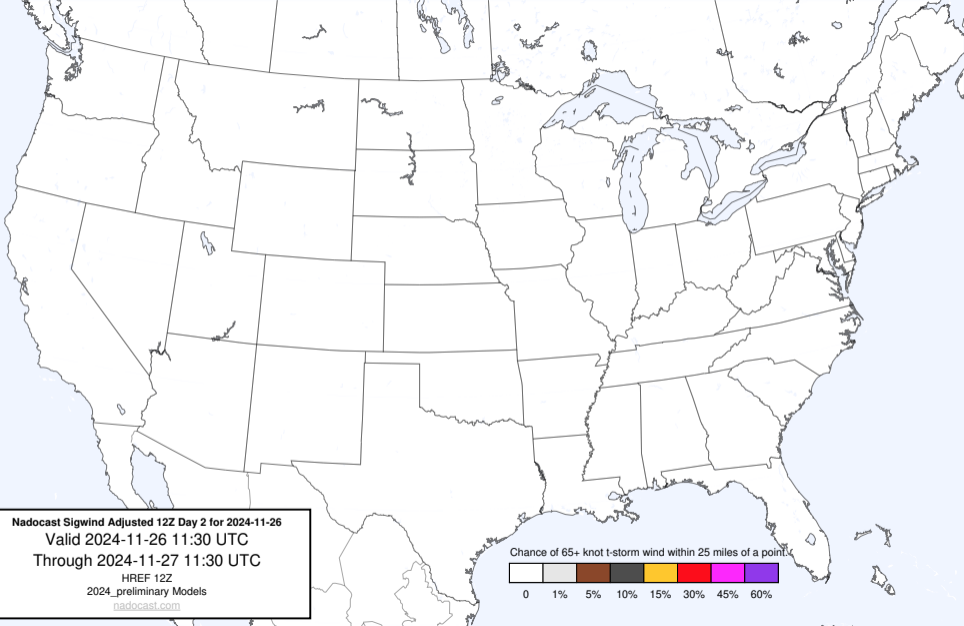 Nadocast Sigwind Adjusted 12Z Day 2 for 2024-11-26
Valid 2024-11-26 11:30 UTC
Through 2024-11-27 11:30 UTC
HREF 12Z
2024_preliminary Models
nadocast.com
Chance of 65+ knot t-storm wind within 25 miles of a point.
0 1% 5% 10% 15% 30% 45% 60%